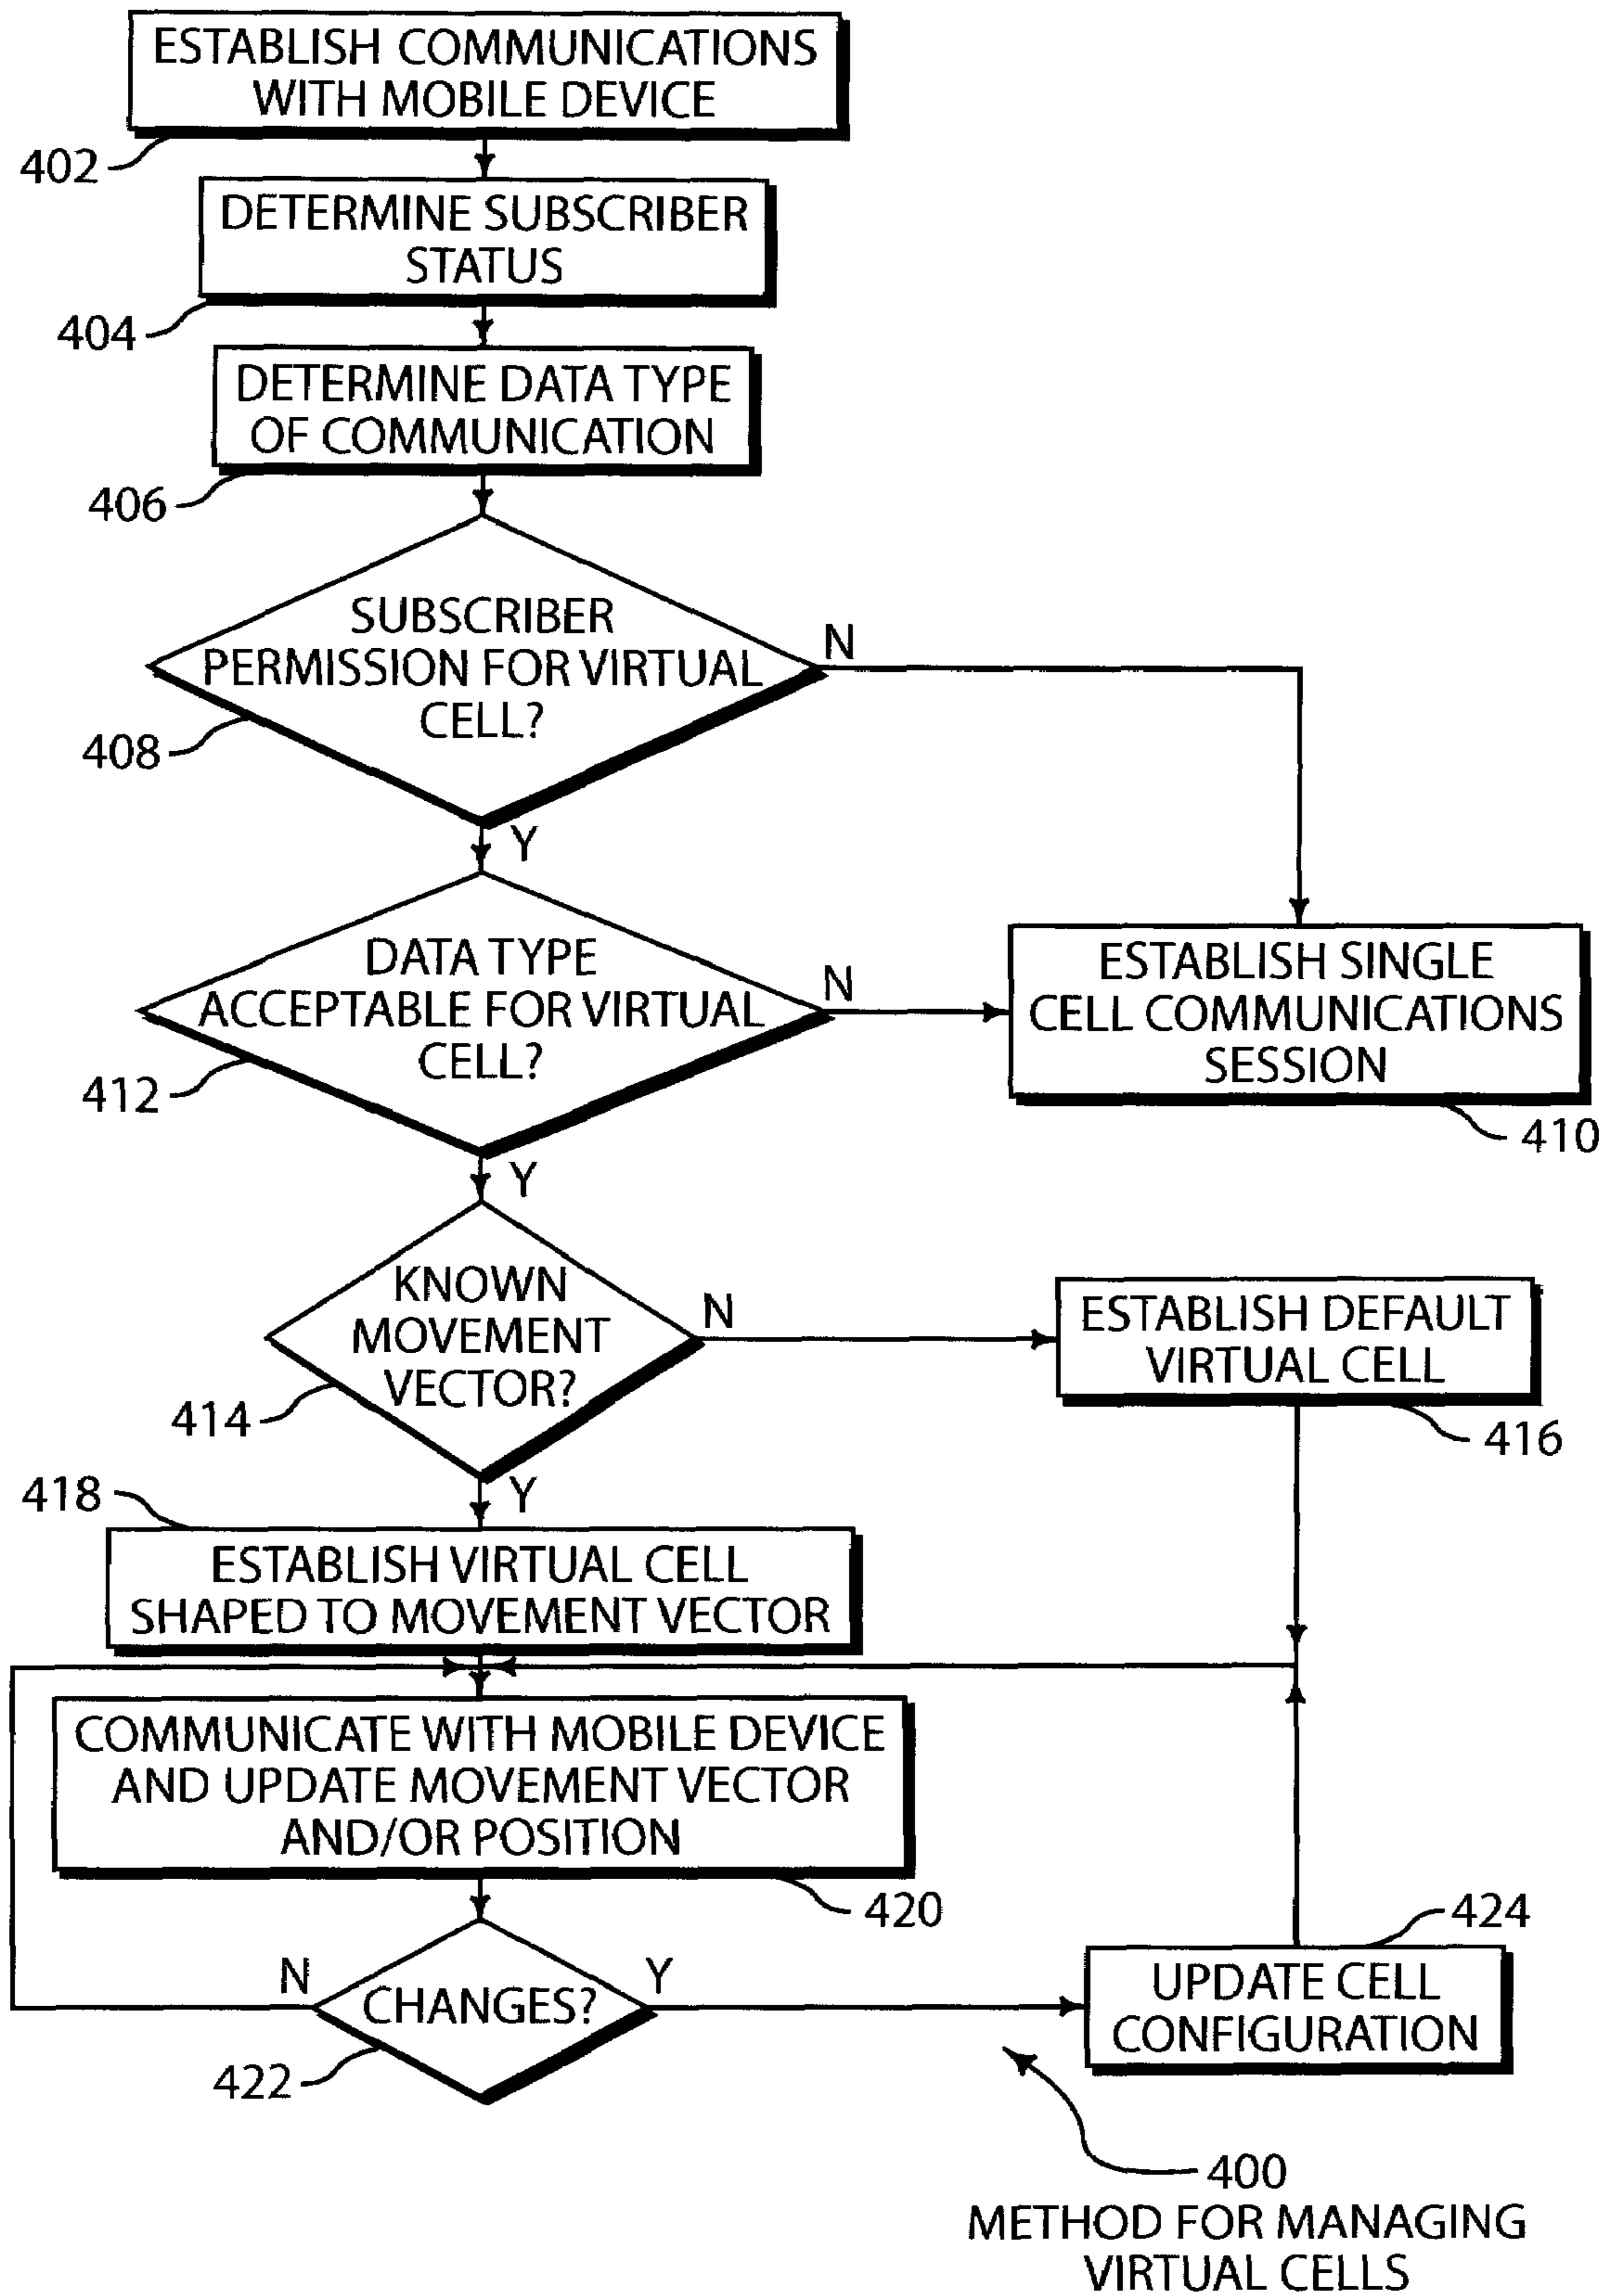 ESTABLISH COMMUNICATIONS
WITH MOBILE DEVICE
402
DETERMINE SUBSCRIBER
STATUS
404
DETERMINE DATA TYPE
OF COMMUNICATION
406
SUBSCRIBER
PERMISSION FOR VIRTUAL
CELL?
N
408
Y
DATA TYPE
ACCEPTABLE FOR VIRTUAL
CELL?
N
412
ESTABLISH SINGLE
CELL COMMUNICATIONS
SESSION
410
Y
KNOWN
MOVEMENT
VECTOR?
N
414
ESTABLISH DEFAULT
VIRTUAL CELL
416
Y
418
ESTABLISH VIRTUAL CELL
SHAPED TO MOVEMENT VECTOR
COMMUNICATE WITH MOBILE DEVICE
AND UPDATE MOVEMENT VECTOR
AND/OR POSITION
420
N
CHANGES?
Y
422
424
UPDATE CELL
CONFIGURATION
400
METHOD FOR MANAGING
VIRTUAL CELLS